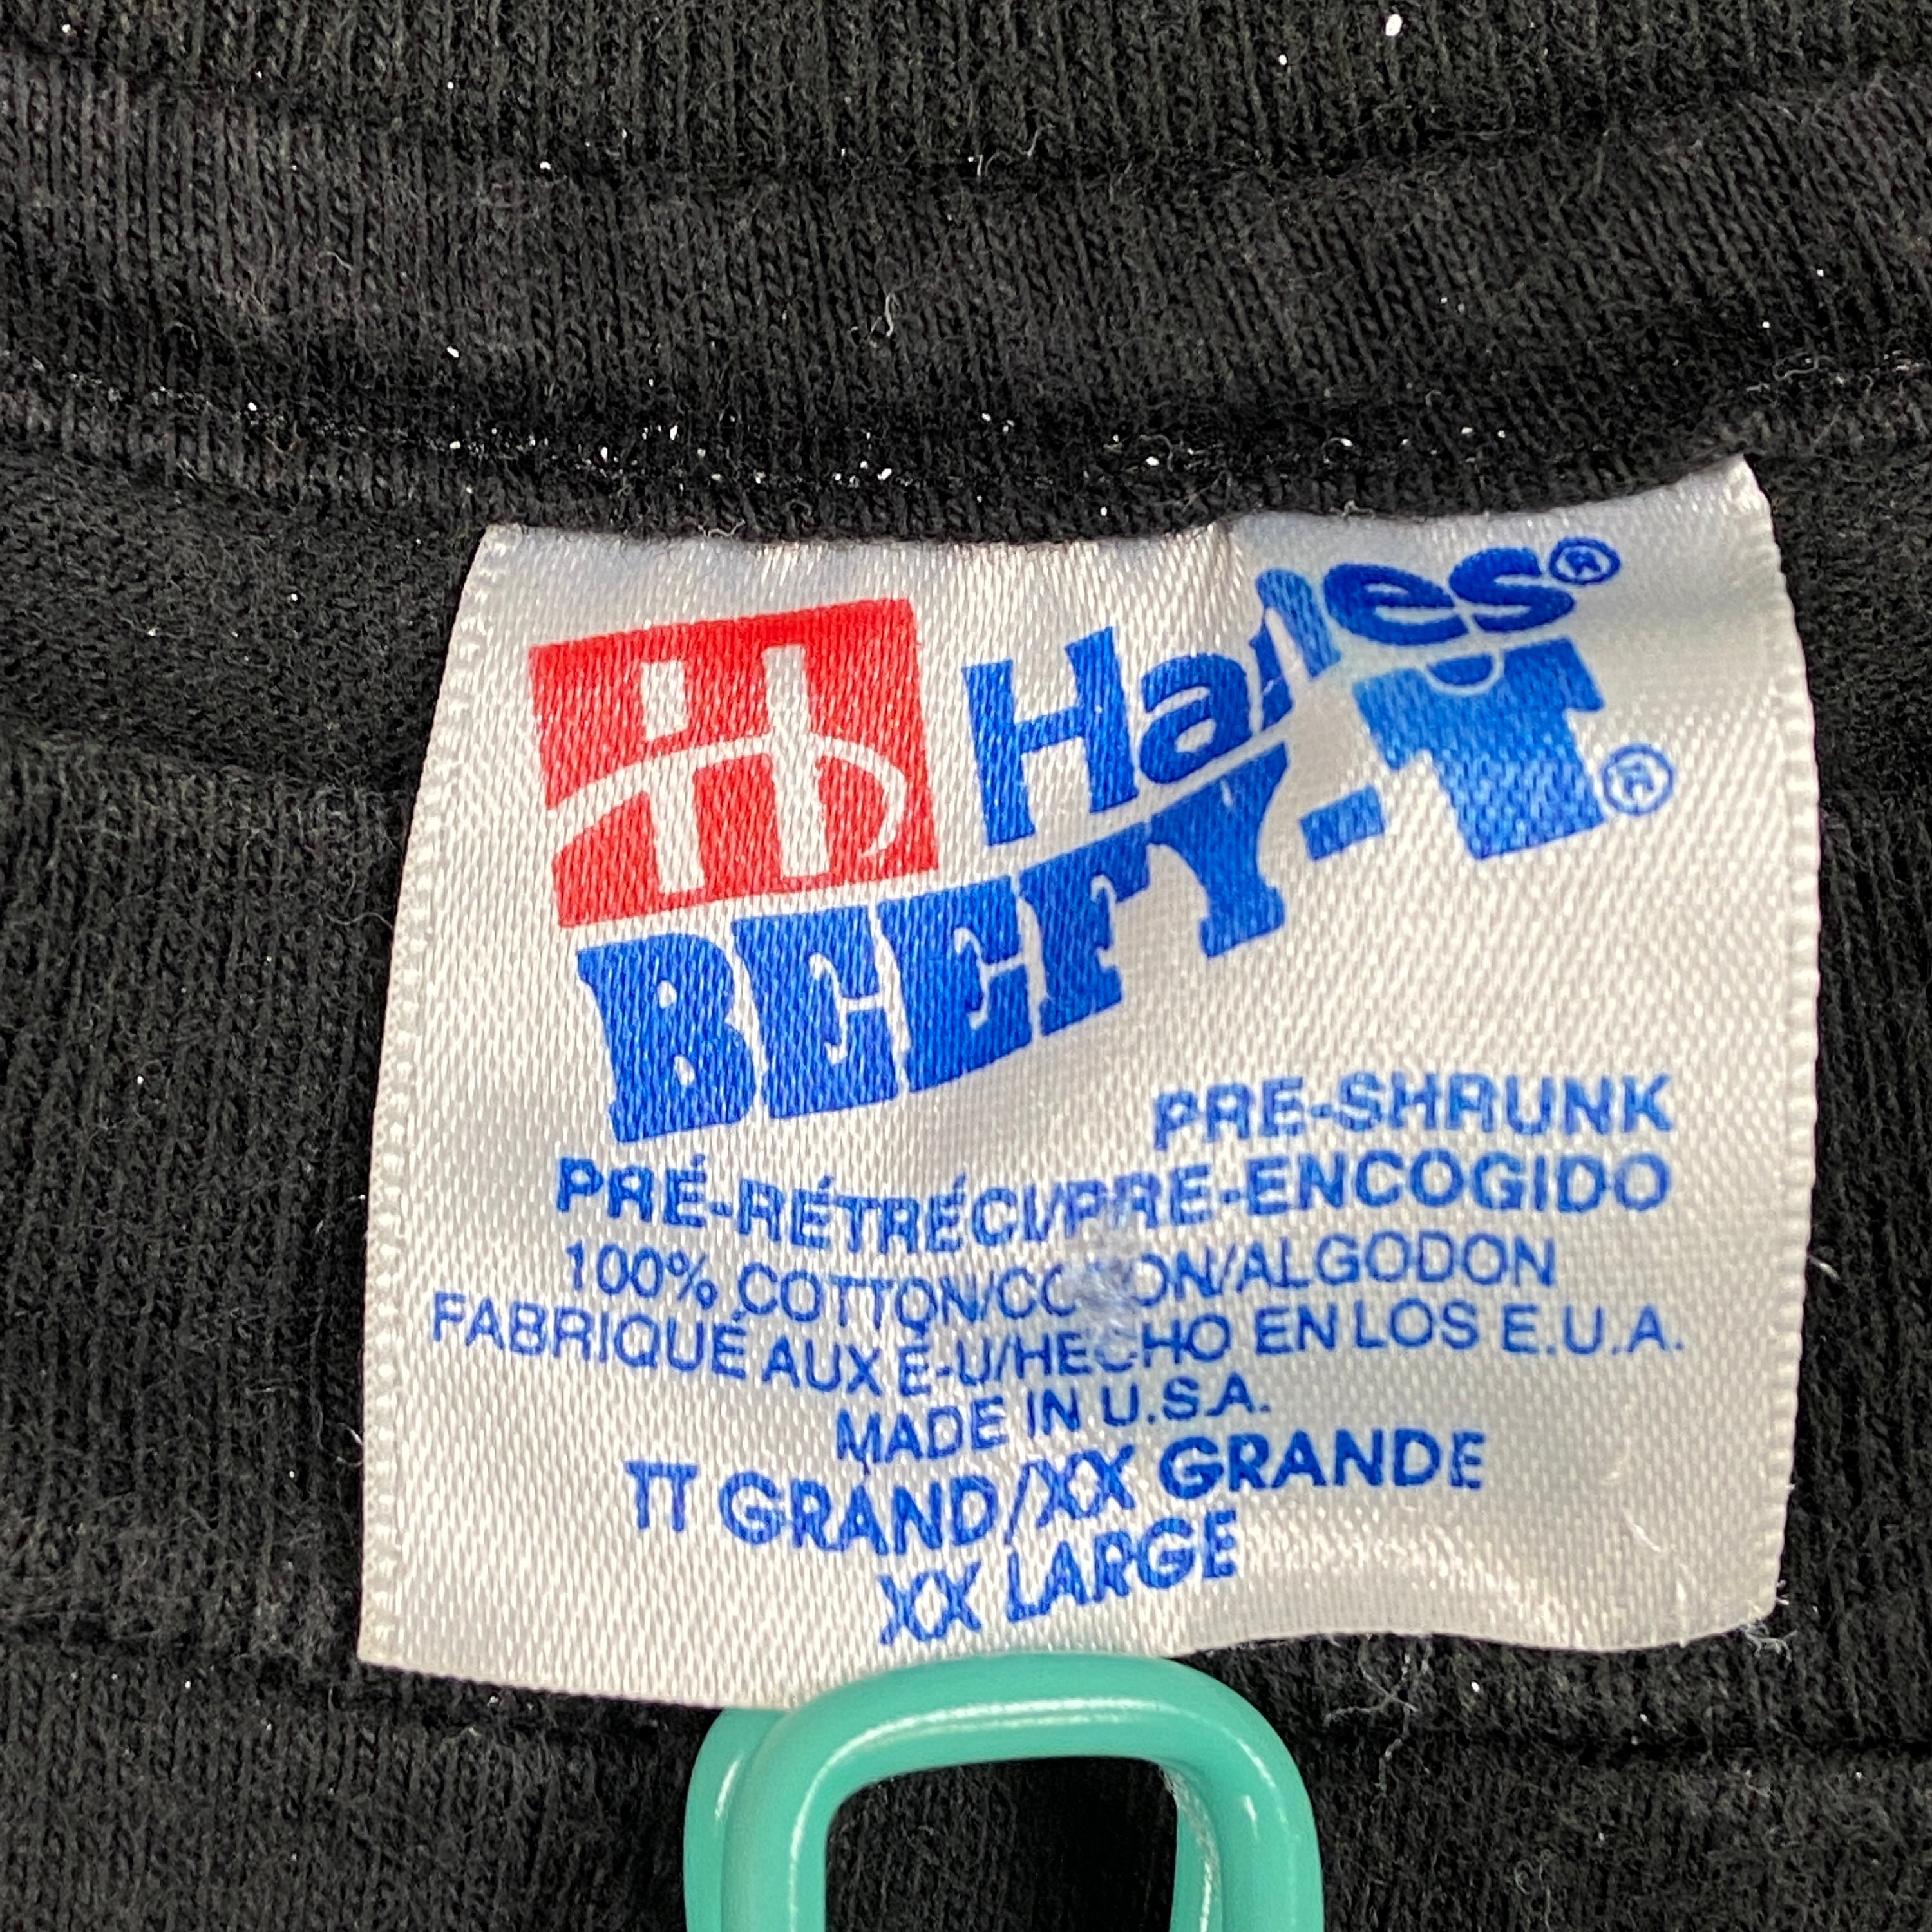 Hanes®
BEEFY-T®
PRE-SHRUNK
PRÉ-RÉTRÉCI/PRE-ENCOGIDO
100% COTTON/COTON/ALGODON
FABRIQUÉ AUX É-U/HECHO EN LOS E.U.A.
MADE IN U.S.A.
TT GRAND/XX GRANDE
XX LARGE